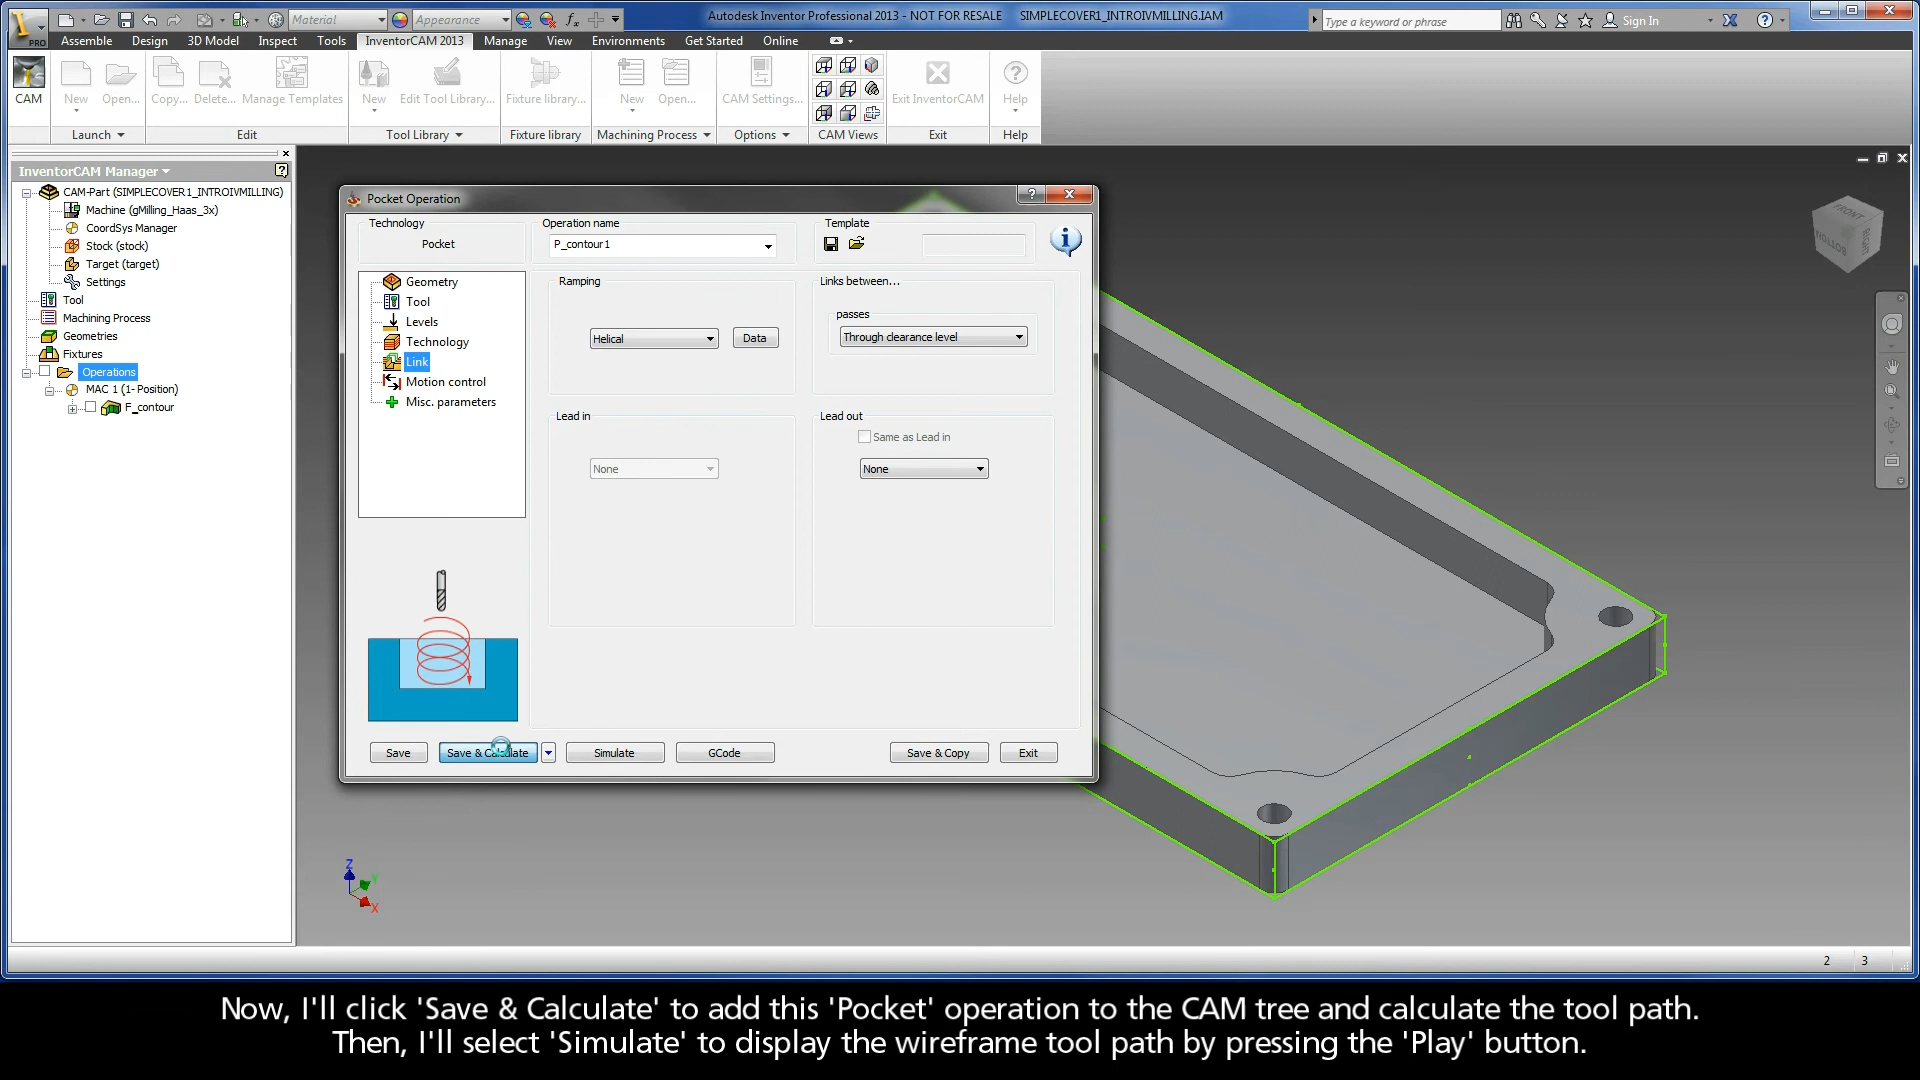 Material Appearance Autodesk Inventor Professional 2013 - NOT FOR RESALE SIMPLECOVER1_INTROIVMILLING.IAM Type a keyword or phrase Sign In
PRO Assemble Design 3D Model Inspect Tools InventorCAM 2013 Manage View Environments Get Started Online
CAM New Open... Copy... Delete... Manage Templates New Edit Tool Library... Fixture library... New Open... CAM Settings... Exit InventorCAM Help
Launch Edit Tool Library Fixture library Machining Process Options CAM Views Exit Help
InventorCAM Manager
CAM-Part (SIMPLECOVER1_INTROIVMILLING)
Machine (gMilling_Haas_3x)
CoordSys Manager
Stock (stock)
Target (target)
Settings
Tool
Machining Process
Geometries
Fixtures
Operations
MAC 1 (1- Position)
F_contour
Pocket Operation
Technology Operation name Template
Pocket P_contour1
Geometry
Tool
Levels
Technology
Link
Motion control
Misc. parameters
Ramping Links between...
passes
Helical Data Through clearance level
Lead in Lead out
Same as Lead in
None None
Save Save & Calculate Simulate GCode Save & Copy Exit
FRONT
RIGHT
BOTTOM
Z
Y
X
2 3
Now, I'll click 'Save & Calculate' to add this 'Pocket' operation to the CAM tree and calculate the tool path.
Then, I'll select 'Simulate' to display the wireframe tool path by pressing the 'Play' button.